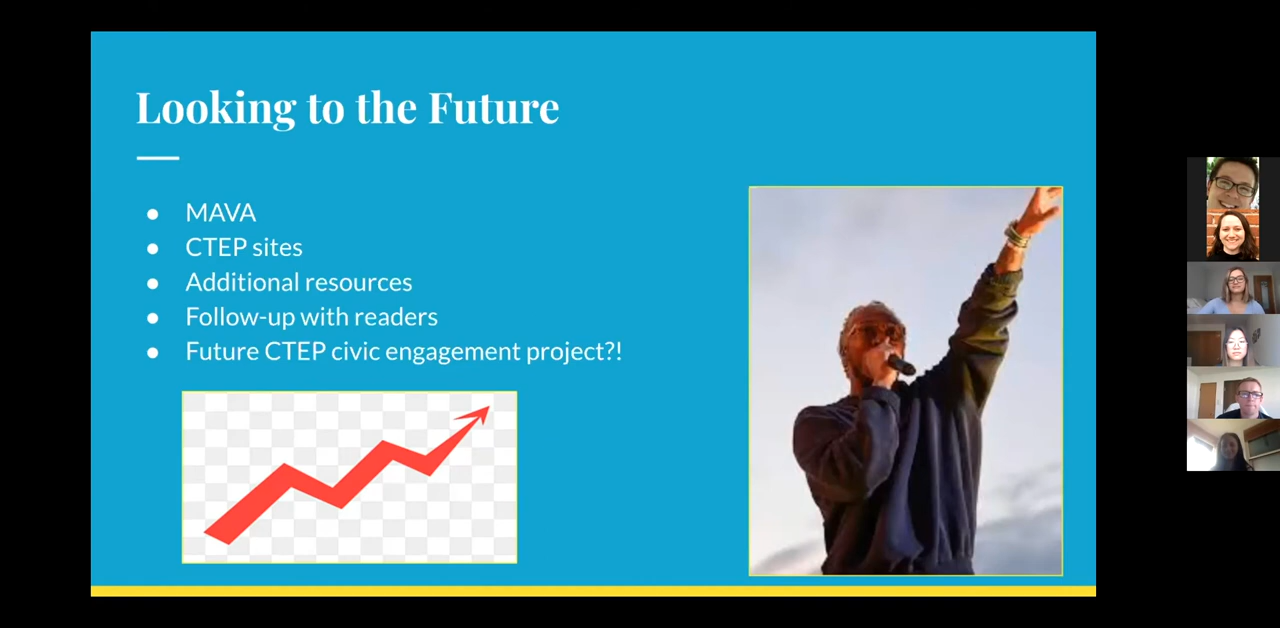 Looking to the Future
● MAVA
● CTEP sites
● Additional resources
● Follow-up with readers
● Future CTEP civic engagement project?!